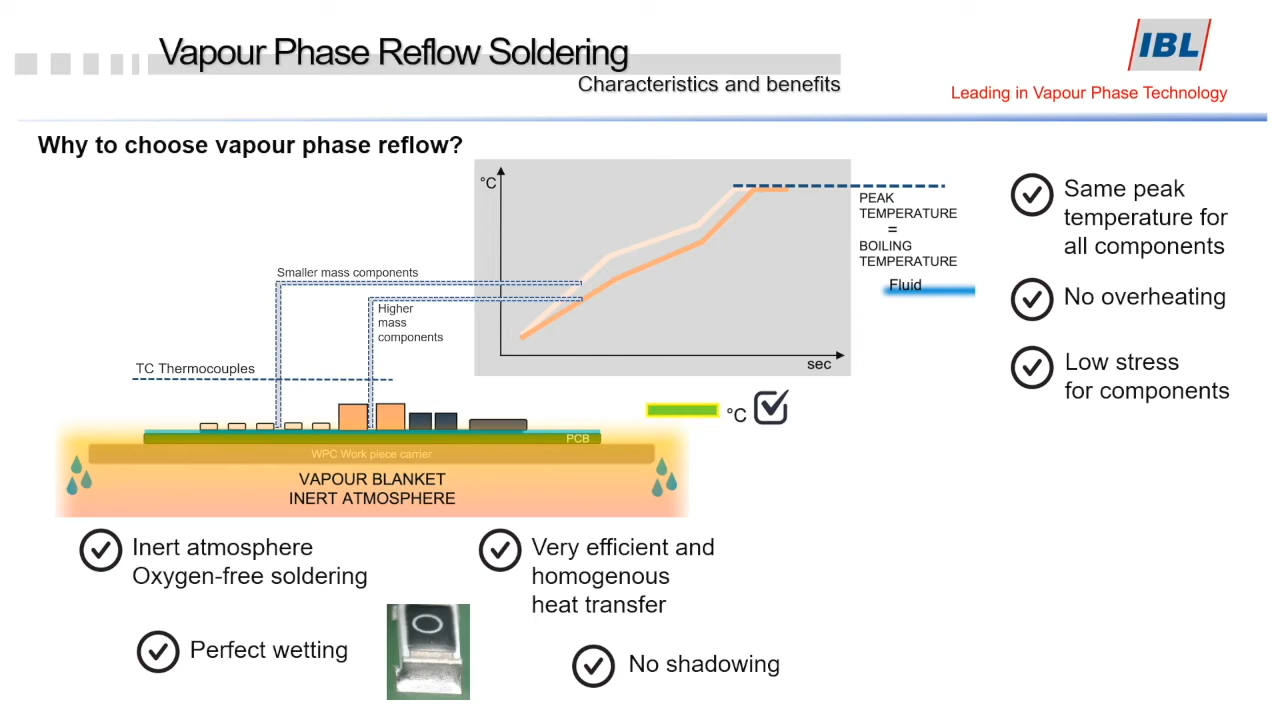 Vapour Phase Reflow Soldering
Characteristics and benefits
IBL
Leading in Vapour Phase Technology
Why to choose vapour phase reflow?
°C
sec
PEAK
TEMPERATURE
=
BOILING
TEMPERATURE
Fluid
Smaller mass components
Higher
mass
components
TC Thermocouples
°C
PCB
WPC Work piece carrier
VAPOUR BLANKET
INERT ATMOSPHERE
Same peak
temperature for
all components
No overheating
Low stress
for components
Inert atmosphere
Oxygen-free soldering
Perfect wetting
Very efficient and
homogenous
heat transfer
No shadowing